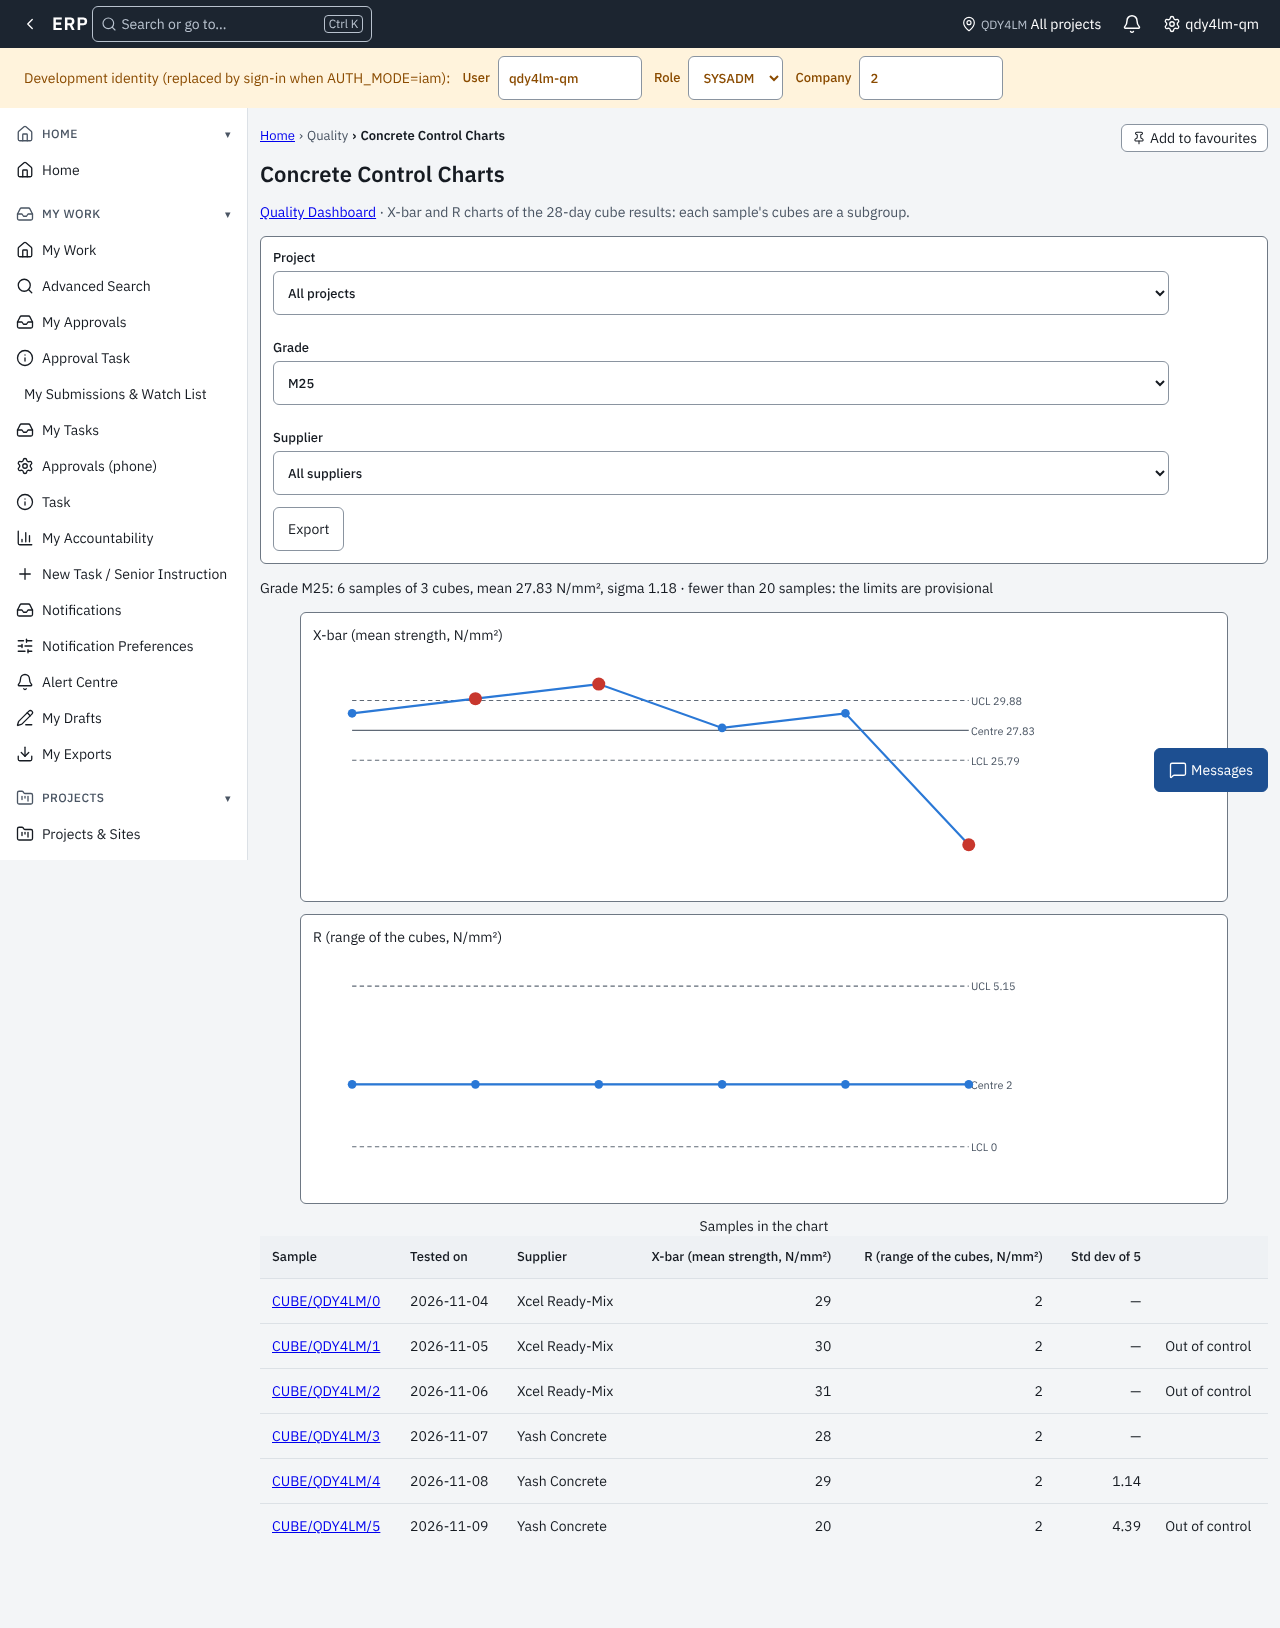 ERP
Search or go to...
Ctrl K
QDY4LM All projects
qdy4lm-qm
Development identity (replaced by sign-in when AUTH_MODE=iam):
User
qdy4lm-qm
Role
SYSADM
Company
2
HOME
Home
MY WORK
My Work
Advanced Search
My Approvals
Approval Task
My Submissions & Watch List
My Tasks
Approvals (phone)
Task
My Accountability
New Task / Senior Instruction
Notifications
Notification Preferences
Alert Centre
My Drafts
My Exports
PROJECTS
Projects & Sites
Home › Quality › Concrete Control Charts
Add to favourites
Concrete Control Charts
Quality Dashboard · X-bar and R charts of the 28-day cube results: each sample's cubes are a subgroup.
Project
All projects
Grade
M25
Supplier
All suppliers
Export
Grade M25: 6 samples of 3 cubes, mean 27.83 N/mm², sigma 1.18 · fewer than 20 samples: the limits are provisional
X-bar (mean strength, N/mm²)
UCL 29.88
Centre 27.83
LCL 25.79
Messages
R (range of the cubes, N/mm²)
UCL 5.15
Centre 2
LCL 0
Samples in the chart
Sample Tested on Supplier X-bar (mean strength, N/mm²) R (range of the cubes, N/mm²) Std dev of 5
CUBE/QDY4LM/0 2026-11-04 Xcel Ready-Mix 29 2 —
CUBE/QDY4LM/1 2026-11-05 Xcel Ready-Mix 30 2 — Out of control
CUBE/QDY4LM/2 2026-11-06 Xcel Ready-Mix 31 2 — Out of control
CUBE/QDY4LM/3 2026-11-07 Yash Concrete 28 2 —
CUBE/QDY4LM/4 2026-11-08 Yash Concrete 29 2 1.14
CUBE/QDY4LM/5 2026-11-09 Yash Concrete 20 2 4.39 Out of control